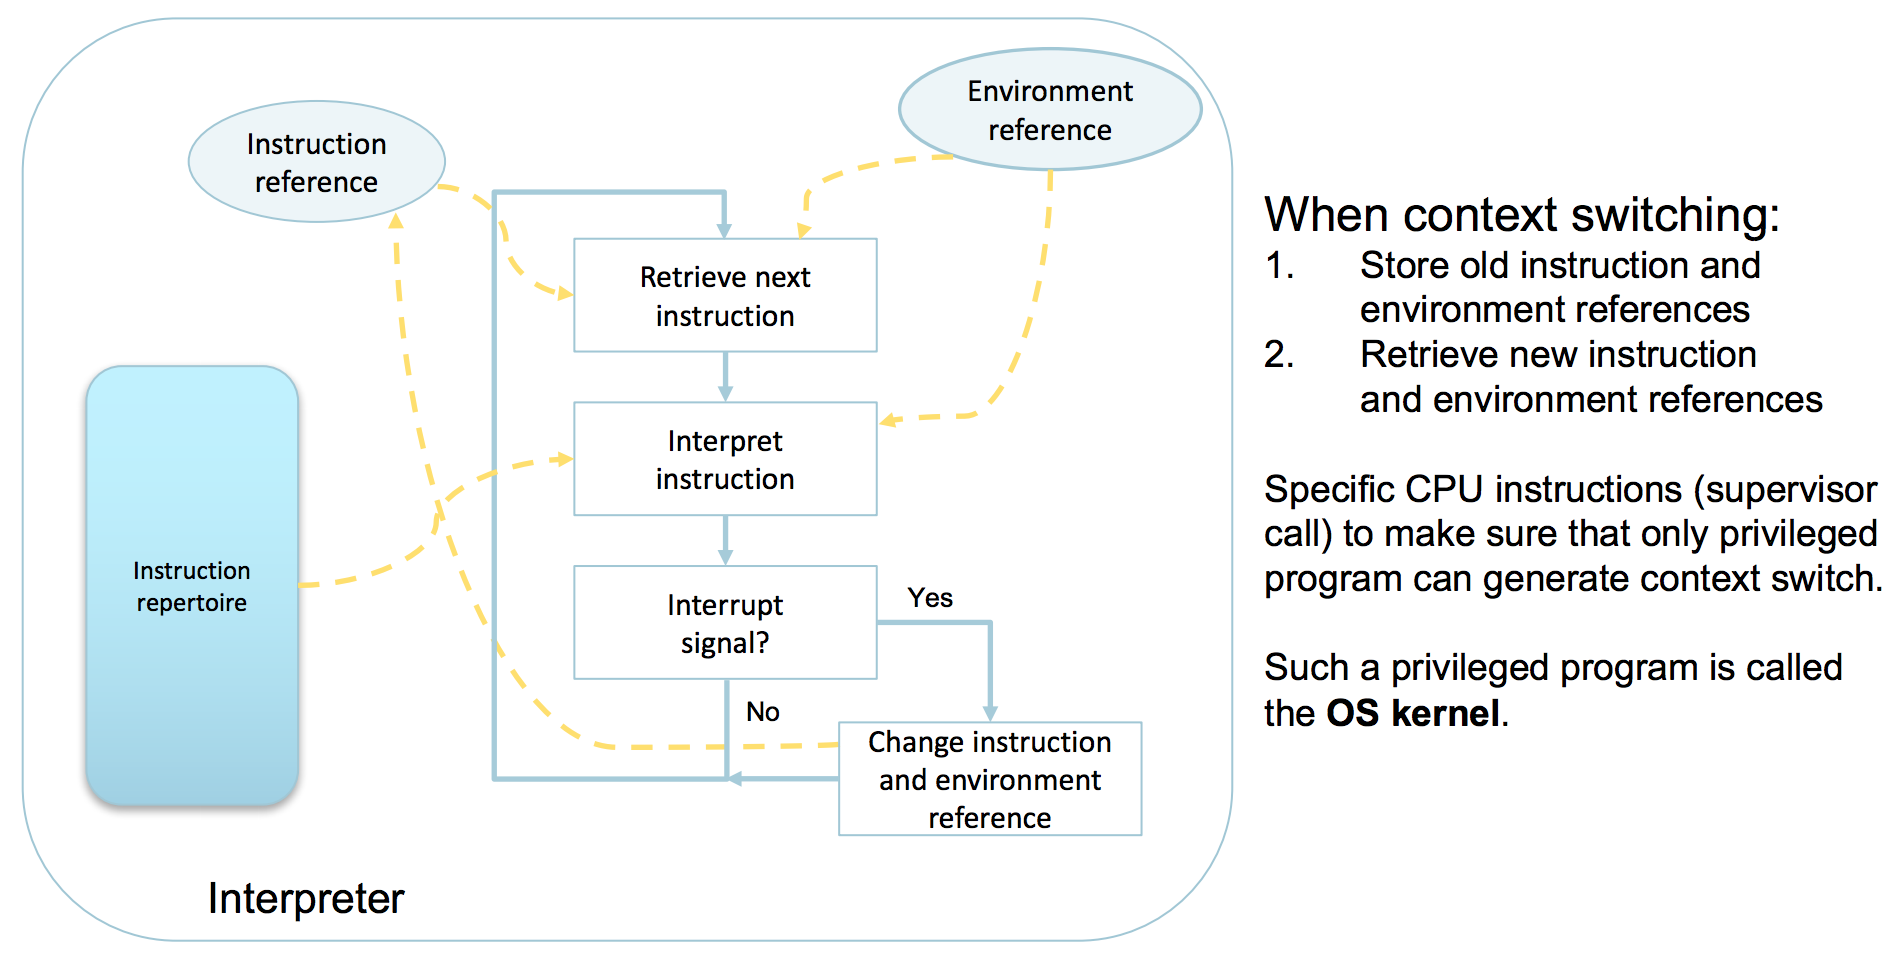 Environment
reference
Instruction
reference
Retrieve next
instruction
Interpret
instruction
Instruction
repertoire
Interrupt
signal?
Yes
No
Change instruction
and environment
reference
Interpreter
When context switching:
1. Store old instruction and
environment references
2. Retrieve new instruction
and environment references
Specific CPU instructions (supervisor
call) to make sure that only privileged
program can generate context switch.
Such a privileged program is called
the OS kernel.